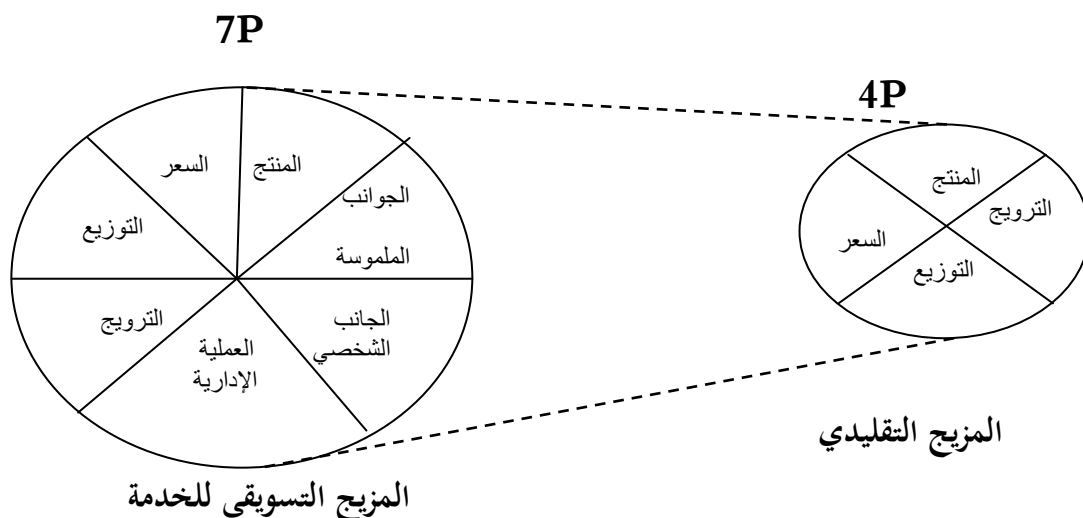 7P
4P
المنتج
السعر
الجوانب
الملموسة
التوزيع
الترويج
الجانب
الشخصي
العملية
الإدارية
المنتج
الترويج
السعر
التوزيع
المزيج التقليدي
المزيج التسويقي للخدمة